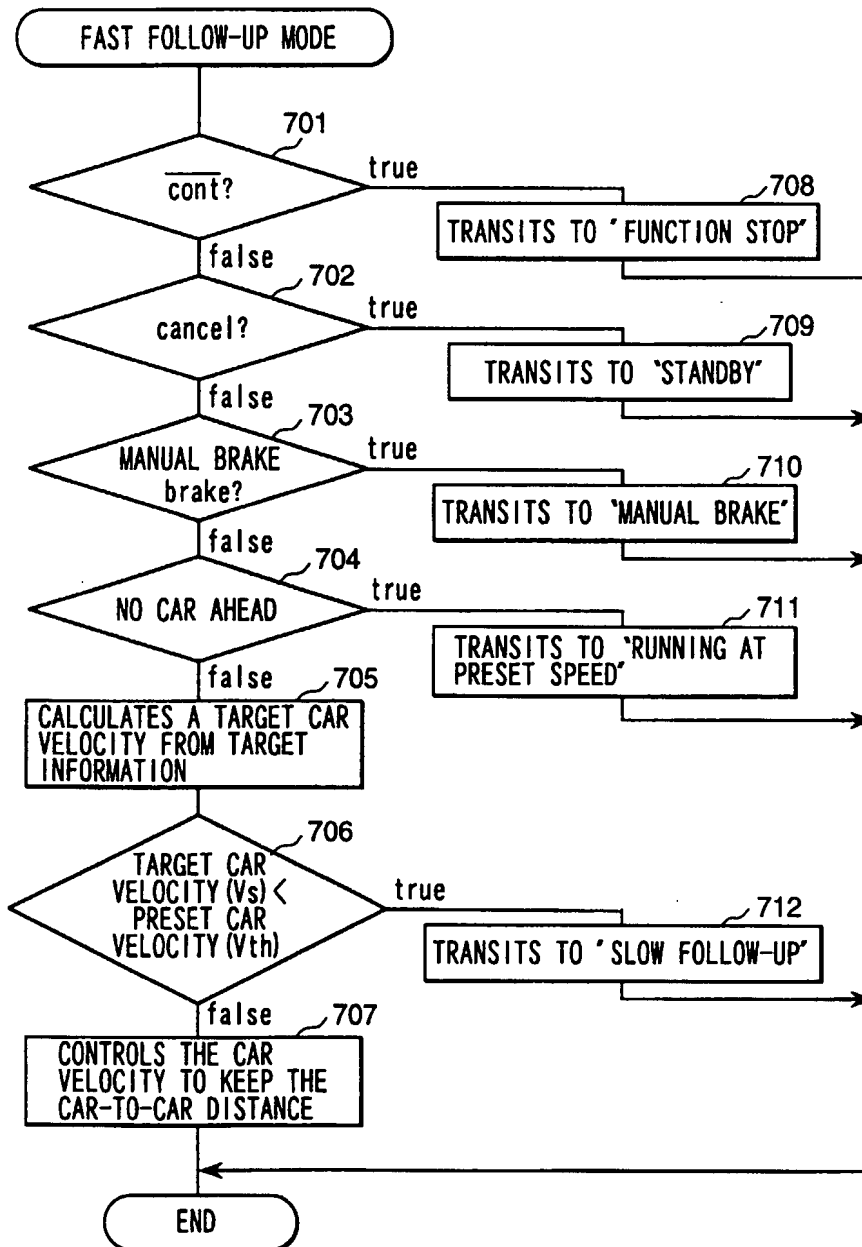 FAST FOLLOW-UP MODE
701
cont?
true
708
TRANSITS TO "FUNCTION STOP"
false
702
cancel?
true
709
TRANSITS TO "STANDBY"
false
703
MANUAL BRAKE
brake?
true
710
TRANSITS TO "MANUAL BRAKE"
false
704
NO CAR AHEAD
true
711
TRANSITS TO "RUNNING AT
PRESET SPEED"
false
705
CALCULATES A TARGET CAR
VELOCITY FROM TARGET
INFORMATION
706
TARGET CAR
VELOCITY(Vs)<
PRESET CAR
VELOCITY(Vth)
true
712
TRANSITS TO "SLOW FOLLOW-UP"
false
707
CONTROLS THE CAR
VELOCITY TO KEEP THE
CAR-TO-CAR DISTANCE
END